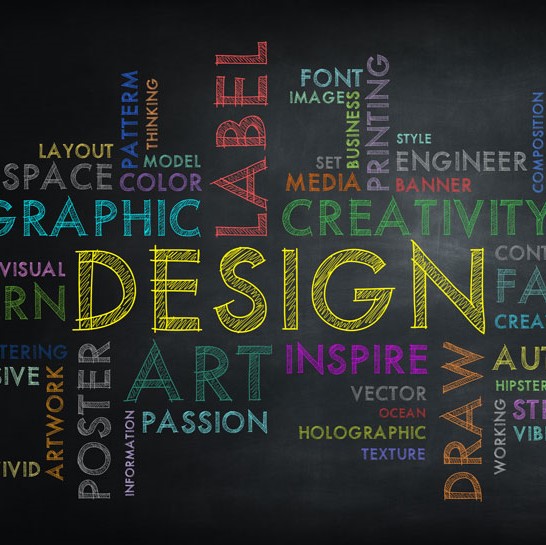 LABEL
FONT
IMAGES
PATTERM
THINKING
BUSINESS
PRINTING
COMPOSITION
LAYOUT
MODEL
STYLE
SPACE
COLOR
SET
MEDIA
ENGINEER
BANNER
GRAPHIC
CREATIVITY
VISUAL
CONT
RN
DESIGN
FA
CREA
TERING
SIVE
ARTWORK
POSTER
ART
INSPIRE
DRAW
AUT
HIPSTER
STE
VIB
VECTOR
OCEAN
WORKING
PASSION
HOLOGRAPHIC
TEXTURE
INFORMATION
VIVID